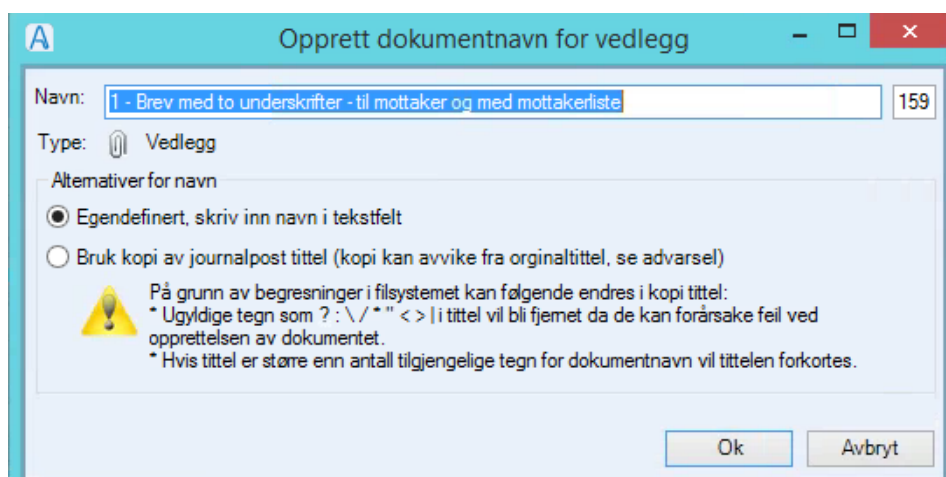 A
Opprett dokumentnavn for vedlegg
Navn: 1 - Brev med to underskrifter - til mottaker og med mottakerliste 159
Type: Vedlegg
Alternativer for navn
Egendefinert, skriv inn navn i tekstfelt
Bruk kopi av journalpost tittel (kopi kan avvike fra orginaltittel, se advarsel)
På grunn av begresninger i filsystemet kan følgende endres i kopi tittel:
* Ugyldige tegn som ? : \ / * " < > | i tittel vil bli fjernet da de kan forårsake feil ved
opprettelsen av dokumentet.
* Hvis tittel er større enn antall tilgjengelige tegn for dokumentnavn vil tittelen forkortes.
Ok Avbryt